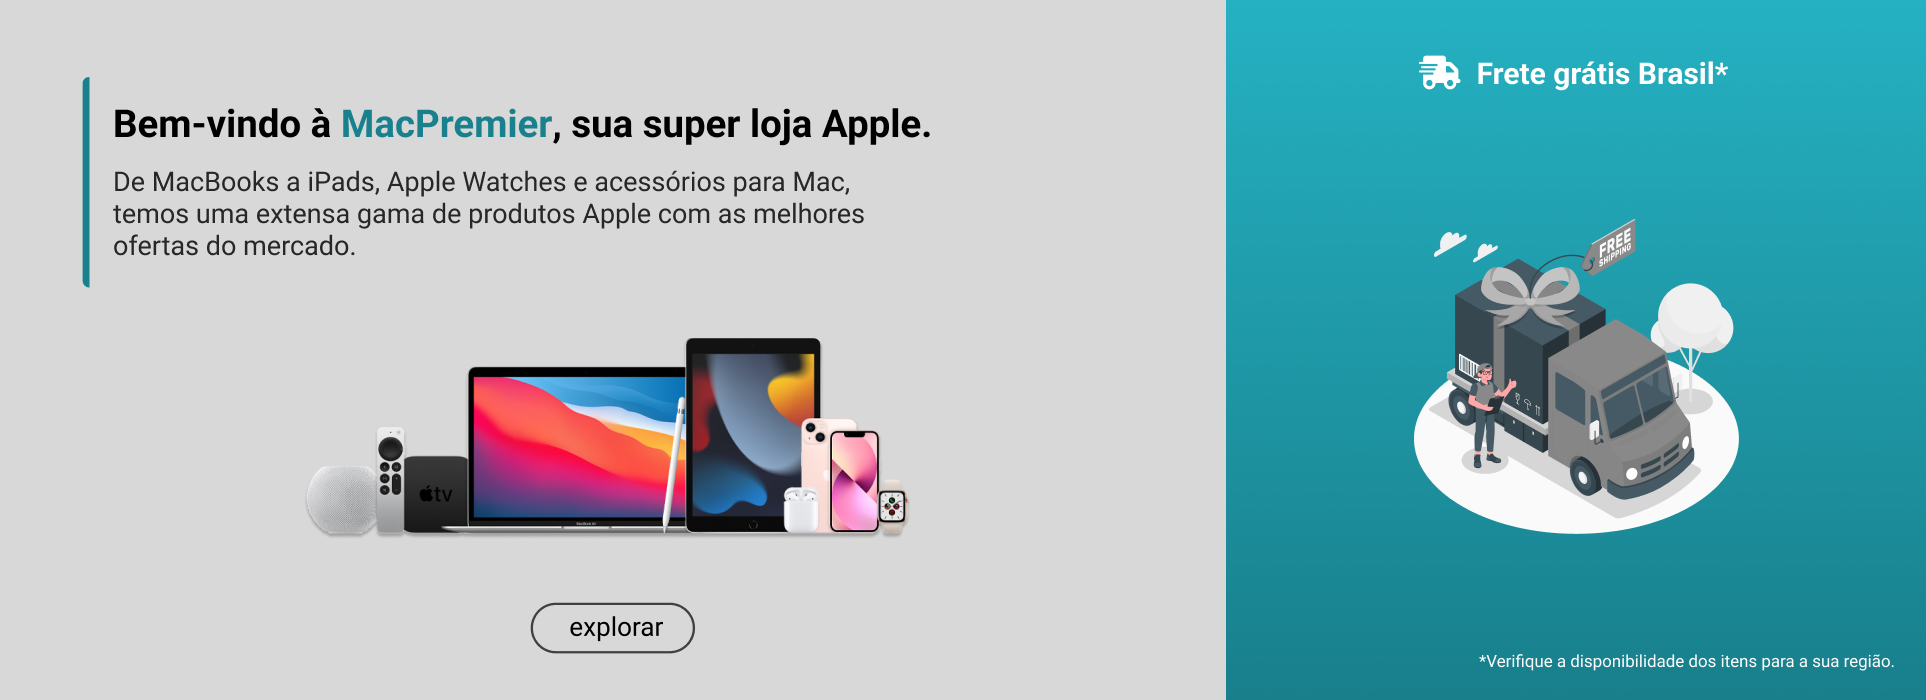 Bem-vindo à MacPremier, sua super loja Apple.
De MacBooks a iPads, Apple Watches e acessórios para Mac,
temos uma extensa gama de produtos Apple com as melhores
ofertas do mercado.
tv
MacBook Air
explorar
Frete grátis Brasil*
FREE
SHIPPING
*Verifique a disponibilidade dos itens para a sua região.